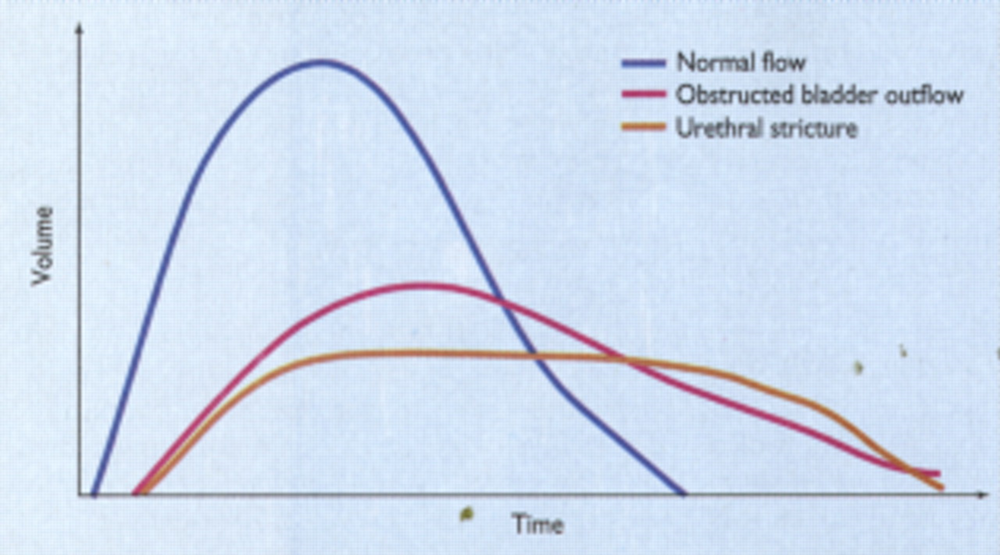 Normal flow
Obstructed bladder outflow
Urethral stricture
Volume
Time